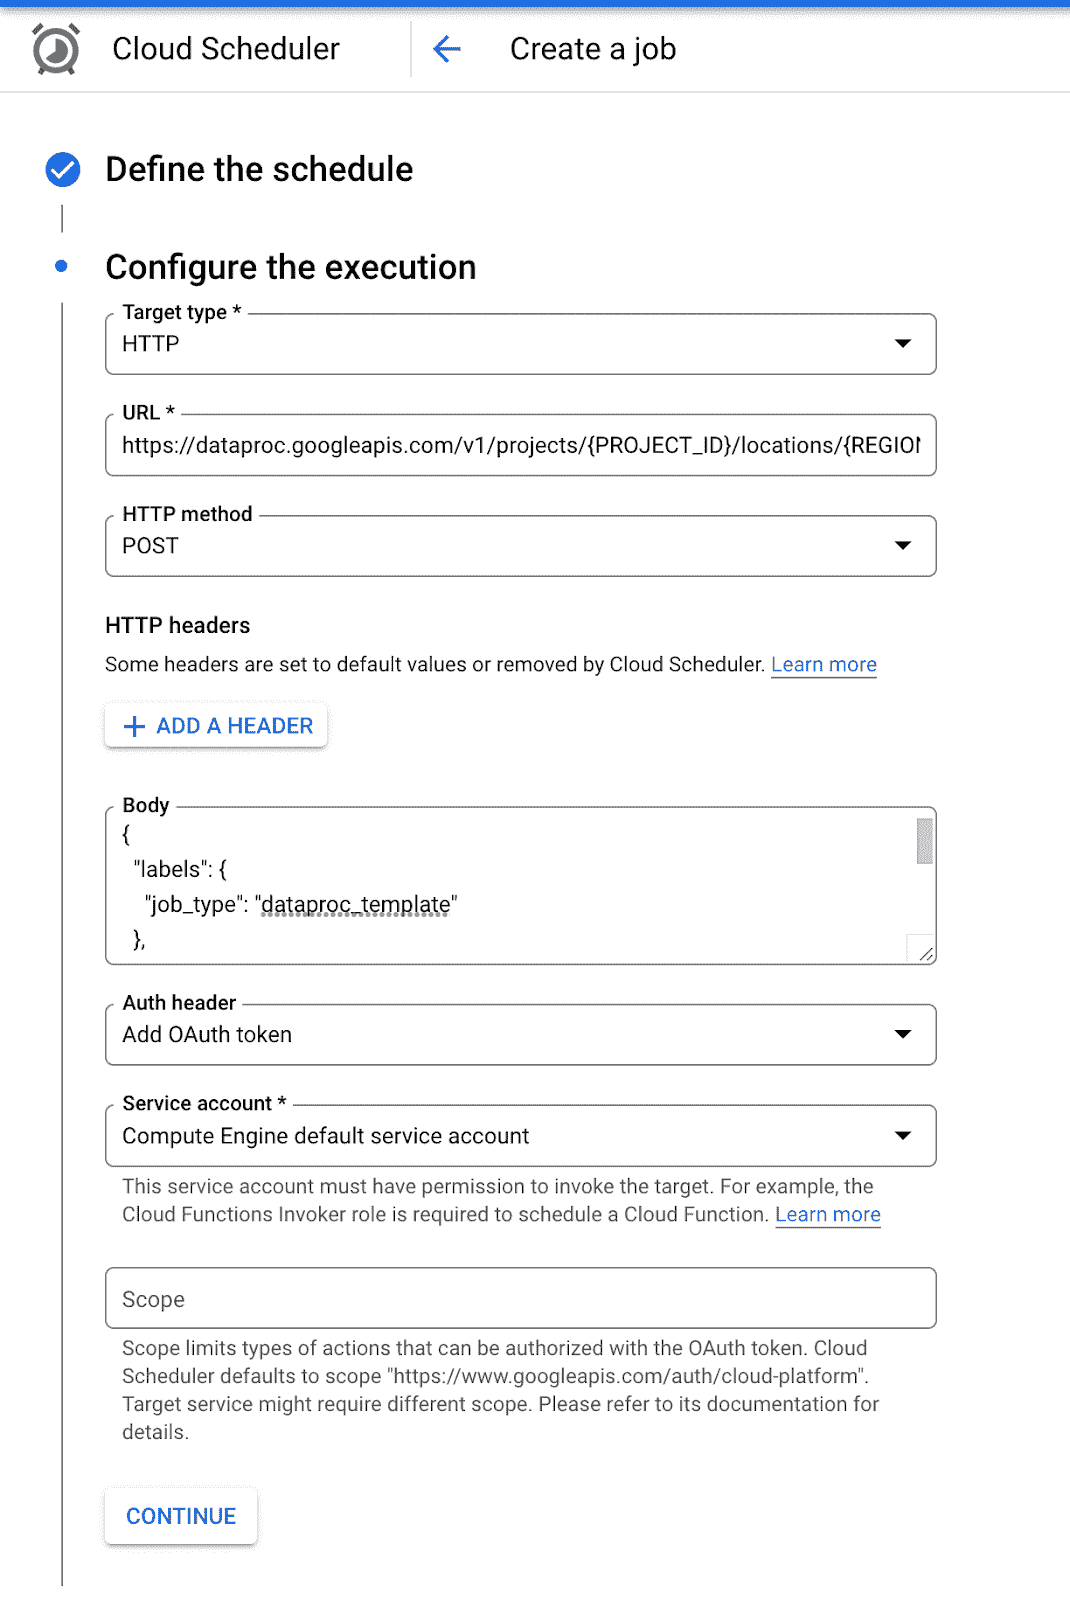 Cloud Scheduler
Create a job
Define the schedule
Configure the execution
Target type *
HTTP
URL *
https://dataproc.googleapis.com/v1/projects/{PROJECT_ID}/locations/{REGION
HTTP method
POST
HTTP headers
Some headers are set to default values or removed by Cloud Scheduler. Learn more
ADD A HEADER
Body
{
"labels": {
"job_type": "dataproc_template"
},
Auth header
Add OAuth token
Service account *
Compute Engine default service account
This service account must have permission to invoke the target. For example, the
Cloud Functions Invoker role is required to schedule a Cloud Function. Learn more
Scope
Scope limits types of actions that can be authorized with the OAuth token. Cloud
Scheduler defaults to scope "https://www.googleapis.com/auth/cloud-platform".
Target service might require different scope. Please refer to its documentation for
details.
CONTINUE